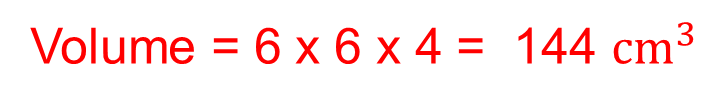 Volume = 6 x 6 x 4 = 144 cm³